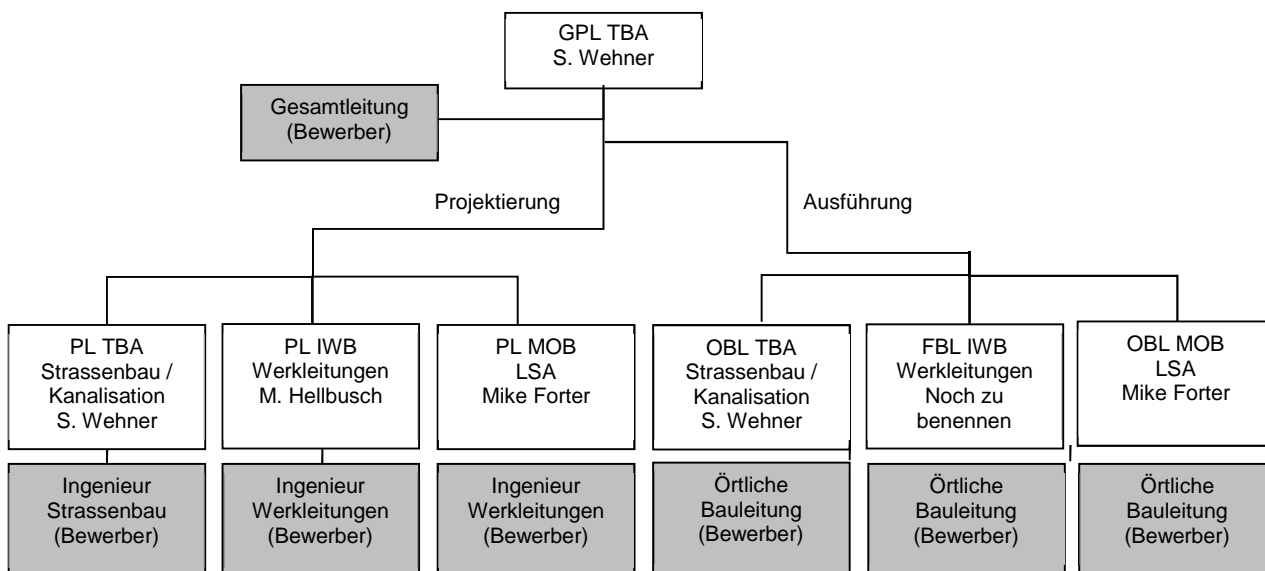 GPL TBA
S. Wehner
Gesamtleitung
(Bewerber)
Projektierung
Ausführung
PL TBA
Strassenbau /
Kanalisation
S. Wehner
PL IWB
Werkleitungen
M. Hellbusch
PL MOB
LSA
Mike Forter
OBL TBA
Strassenbau /
Kanalisation
S. Wehner
FBL IWB
Werkleitungen
Noch zu
benennen
OBL MOB
LSA
Mike Forter
Ingenieur
Strassenbau
(Bewerber)
Ingenieur
Werkleitungen
(Bewerber)
Ingenieur
Werkleitungen
(Bewerber)
Örtliche
Bauleitung
(Bewerber)
Örtliche
Bauleitung
(Bewerber)
Örtliche
Bauleitung
(Bewerber)